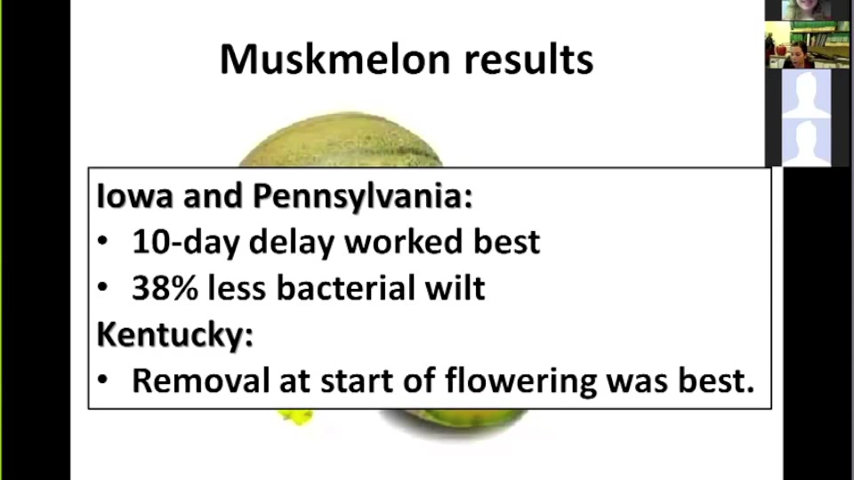 Muskmelon results
Iowa and Pennsylvania:
• 10-day delay worked best
• 38% less bacterial wilt
Kentucky:
• Removal at start of flowering was best.